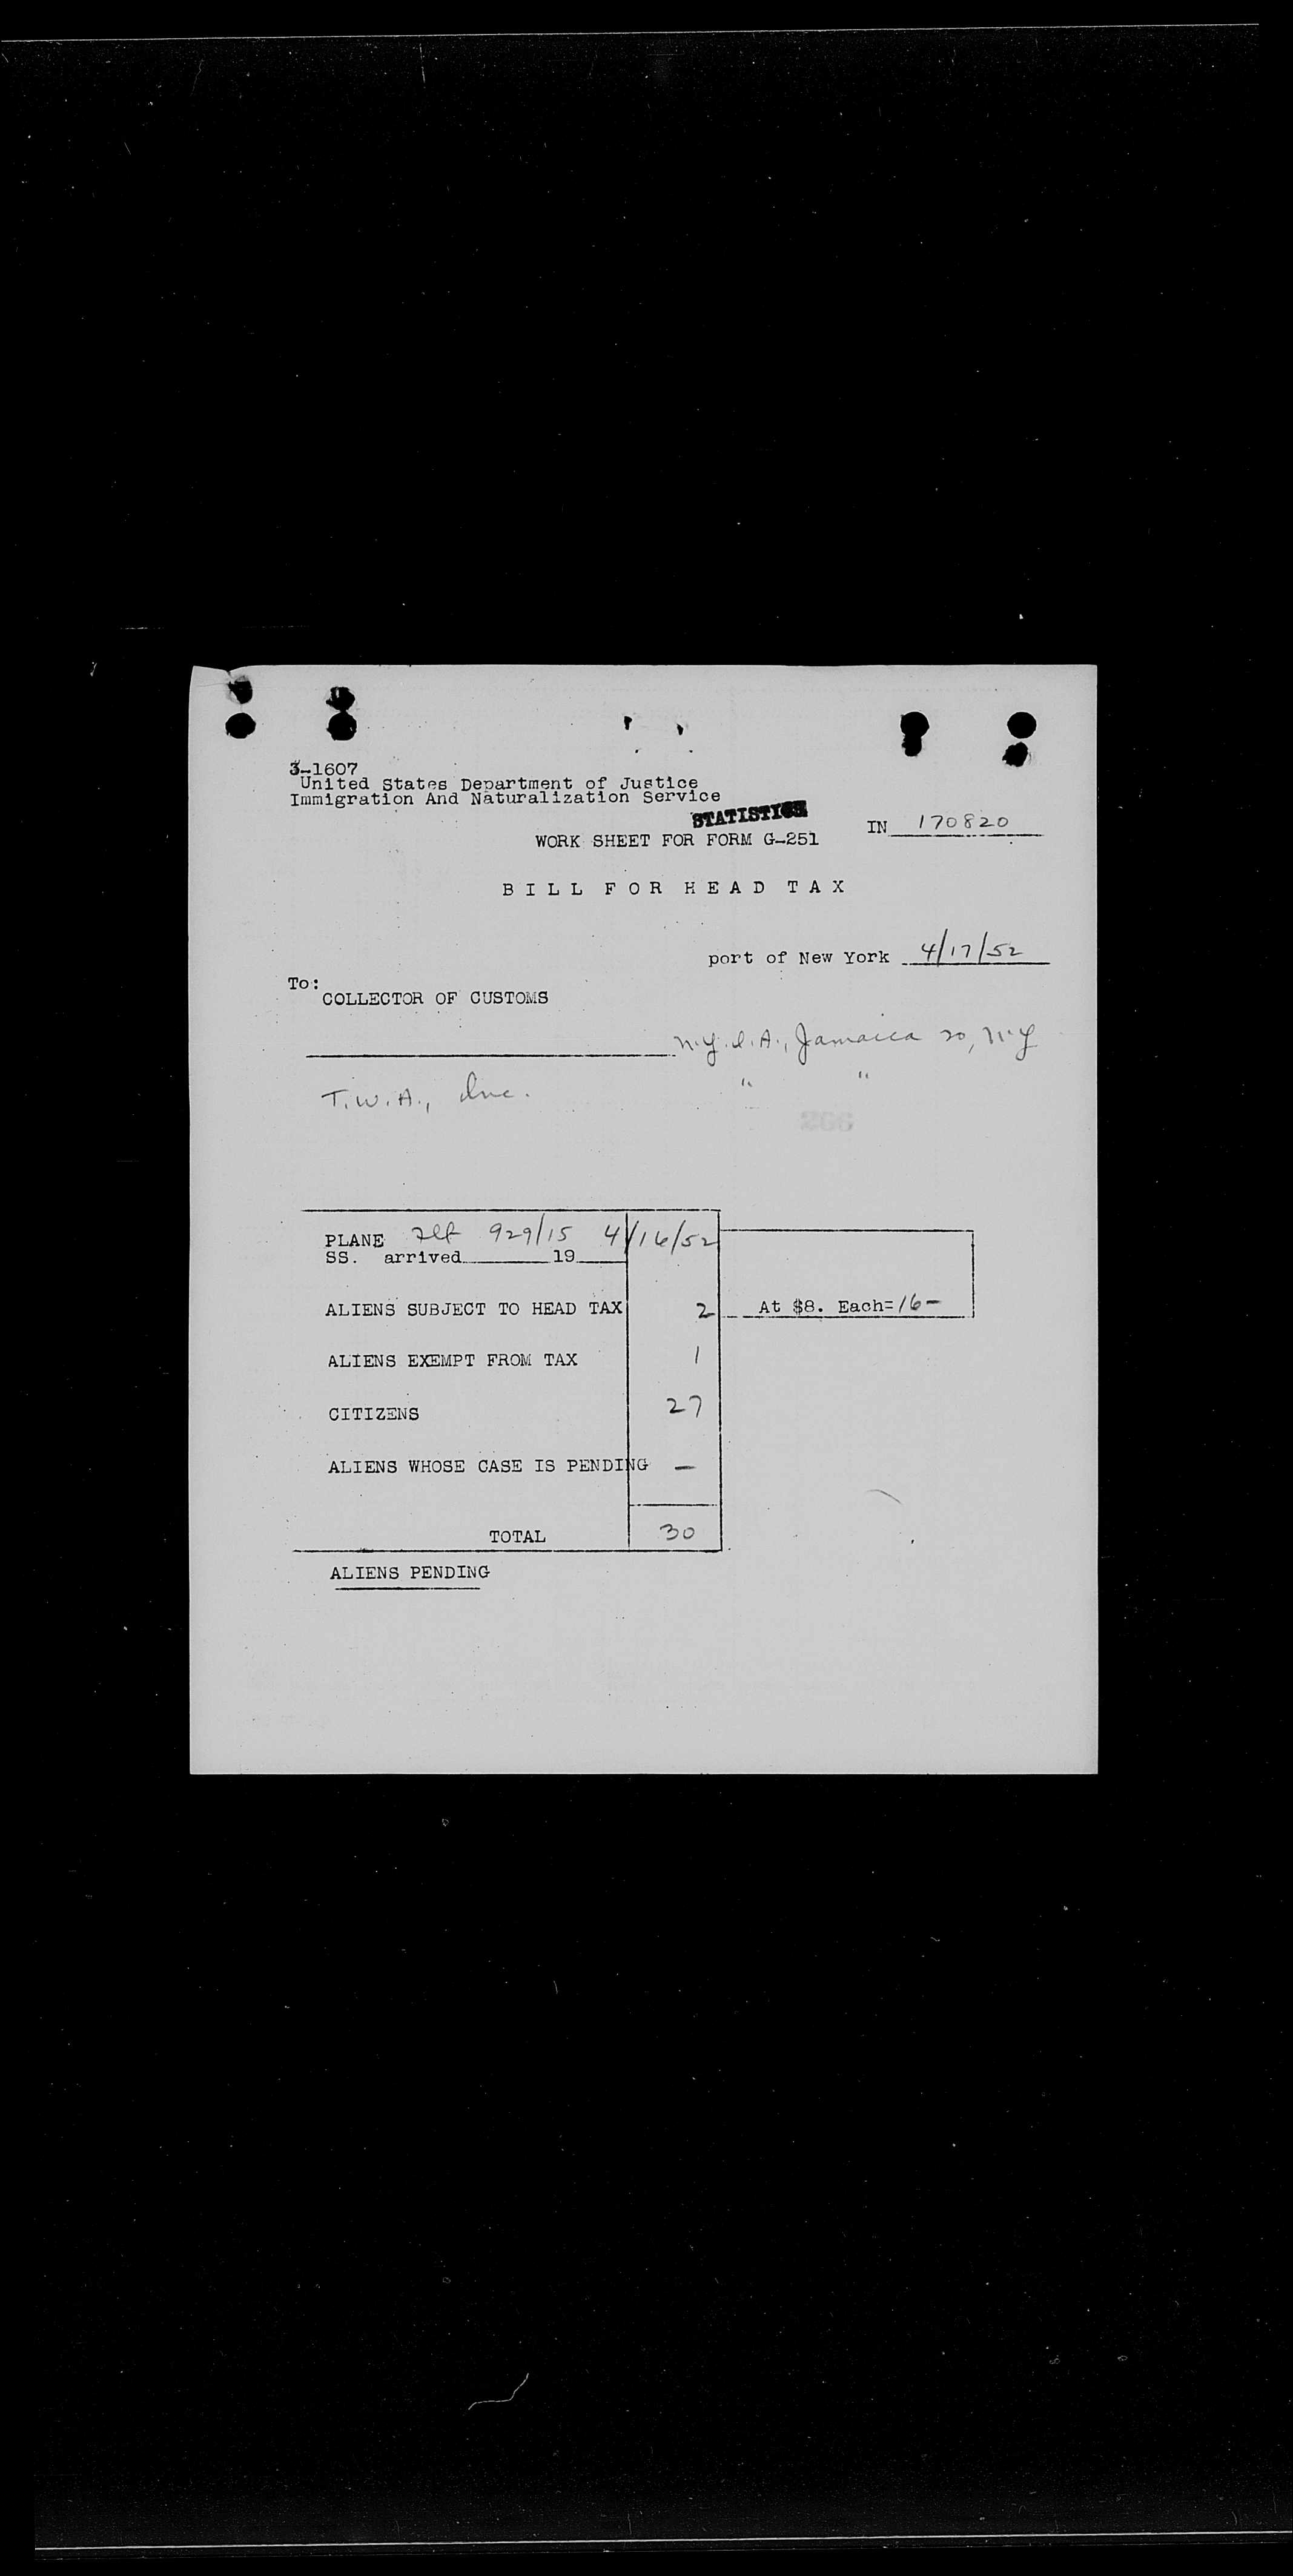 3-1607
United States Department of Justice
Immigration And Naturalization Service
STATISTICS
WORK SHEET FOR FORM G-251
IN 170820
BILL FOR HEAD TAX
port of New York 4/17/52
To:
COLLECTOR OF CUSTOMS
N.Y.I.A., Jamaica 20, N.Y
T.W.A., Inc. " "
PLANE Flt 929/15 4/16/52
SS. arrived 19
ALIENS SUBJECT TO HEAD TAX 2 At $8. Each=16-
ALIENS EXEMPT FROM TAX 1
CITIZENS 27
ALIENS WHOSE CASE IS PENDING —
TOTAL 30
ALIENS PENDING